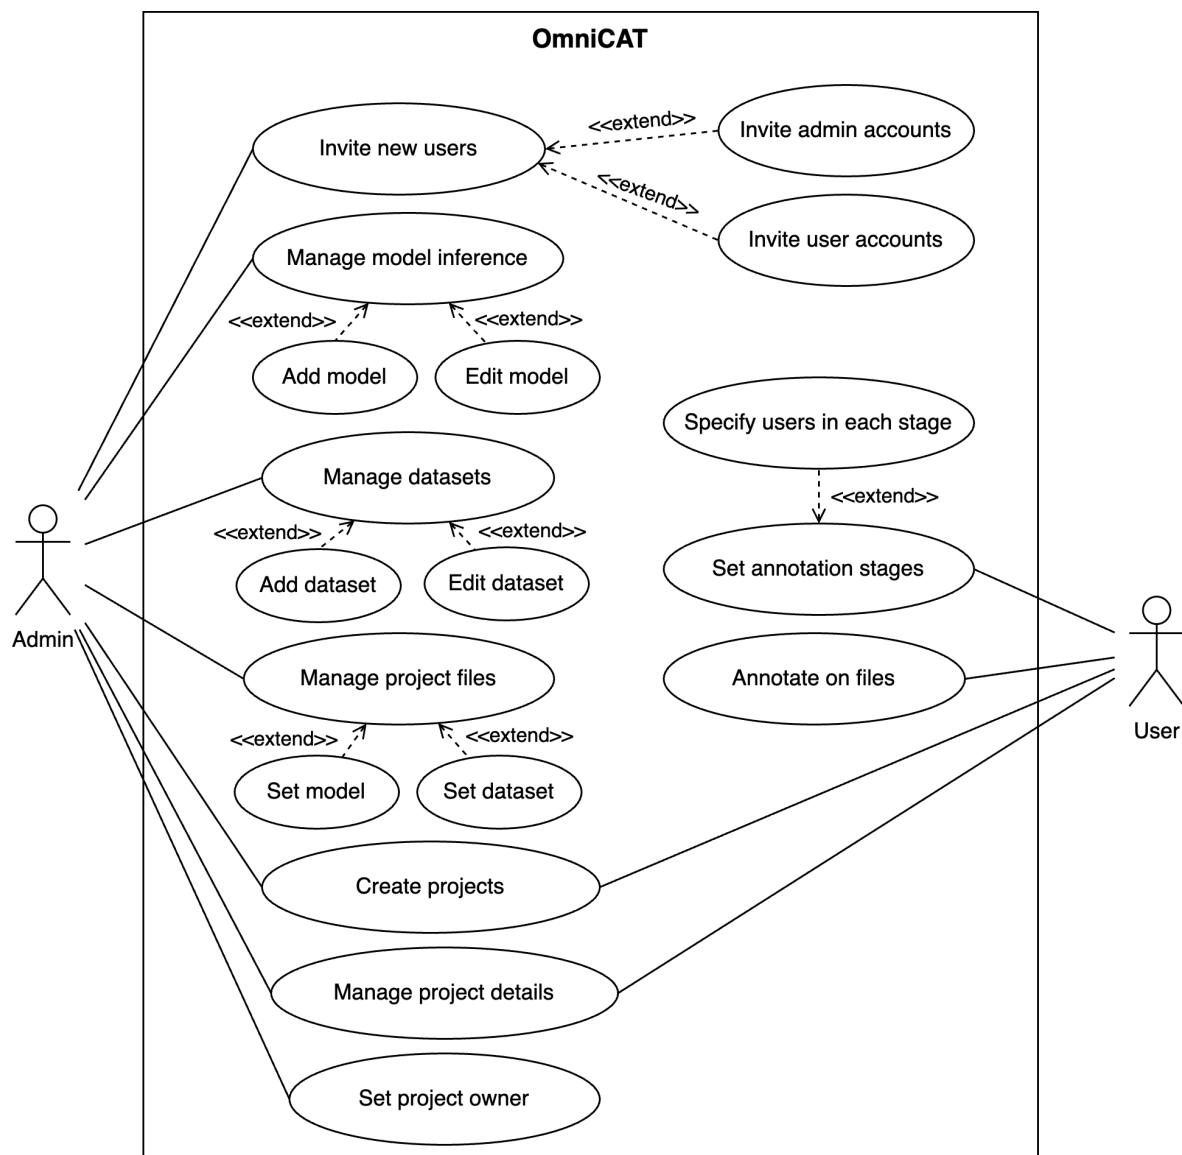 OmniCAT
Invite new users
<<extend>>
Invite admin accounts
<<extend>>
Invite user accounts
Manage model inference
<<extend>>
<<extend>>
Add model
Edit model
Specify users in each stage
<<extend>>
Manage datasets
<<extend>>
<<extend>>
Add dataset
Edit dataset
Set annotation stages
Admin
Manage project files
Annotate on files
User
<<extend>>
<<extend>>
Set model
Set dataset
Create projects
Manage project details
Set project owner